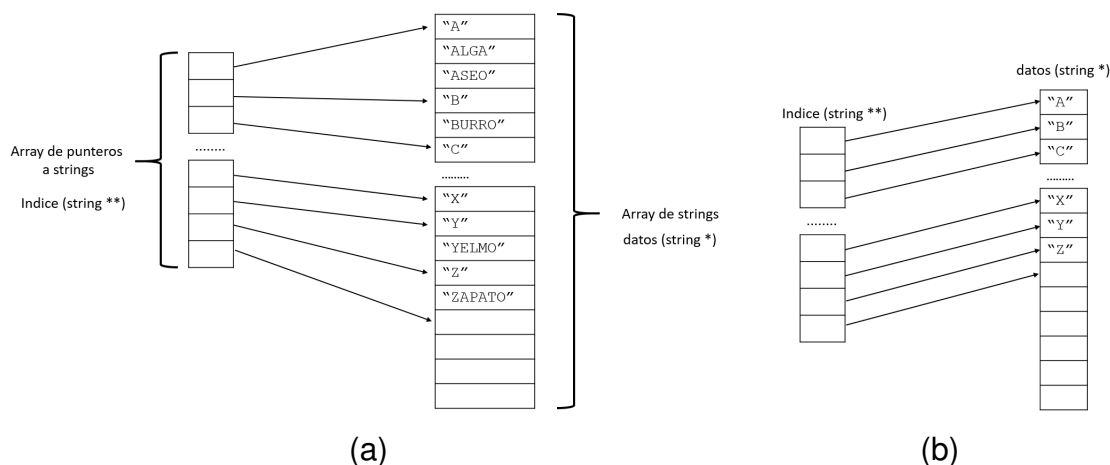 Array de punteros
a strings
Indice (string **)
........
“A”
“ALGA”
“ASEO”
“B”
“BURRO”
“C”
.........
“X”
“Y”
“YELMO”
“Z”
“ZAPATO”
Array de strings
datos (string *)
(a)
Indice (string **)
........
datos (string *)
“A”
“B”
“C”
.........
“X”
“Y”
“Z”
(b)